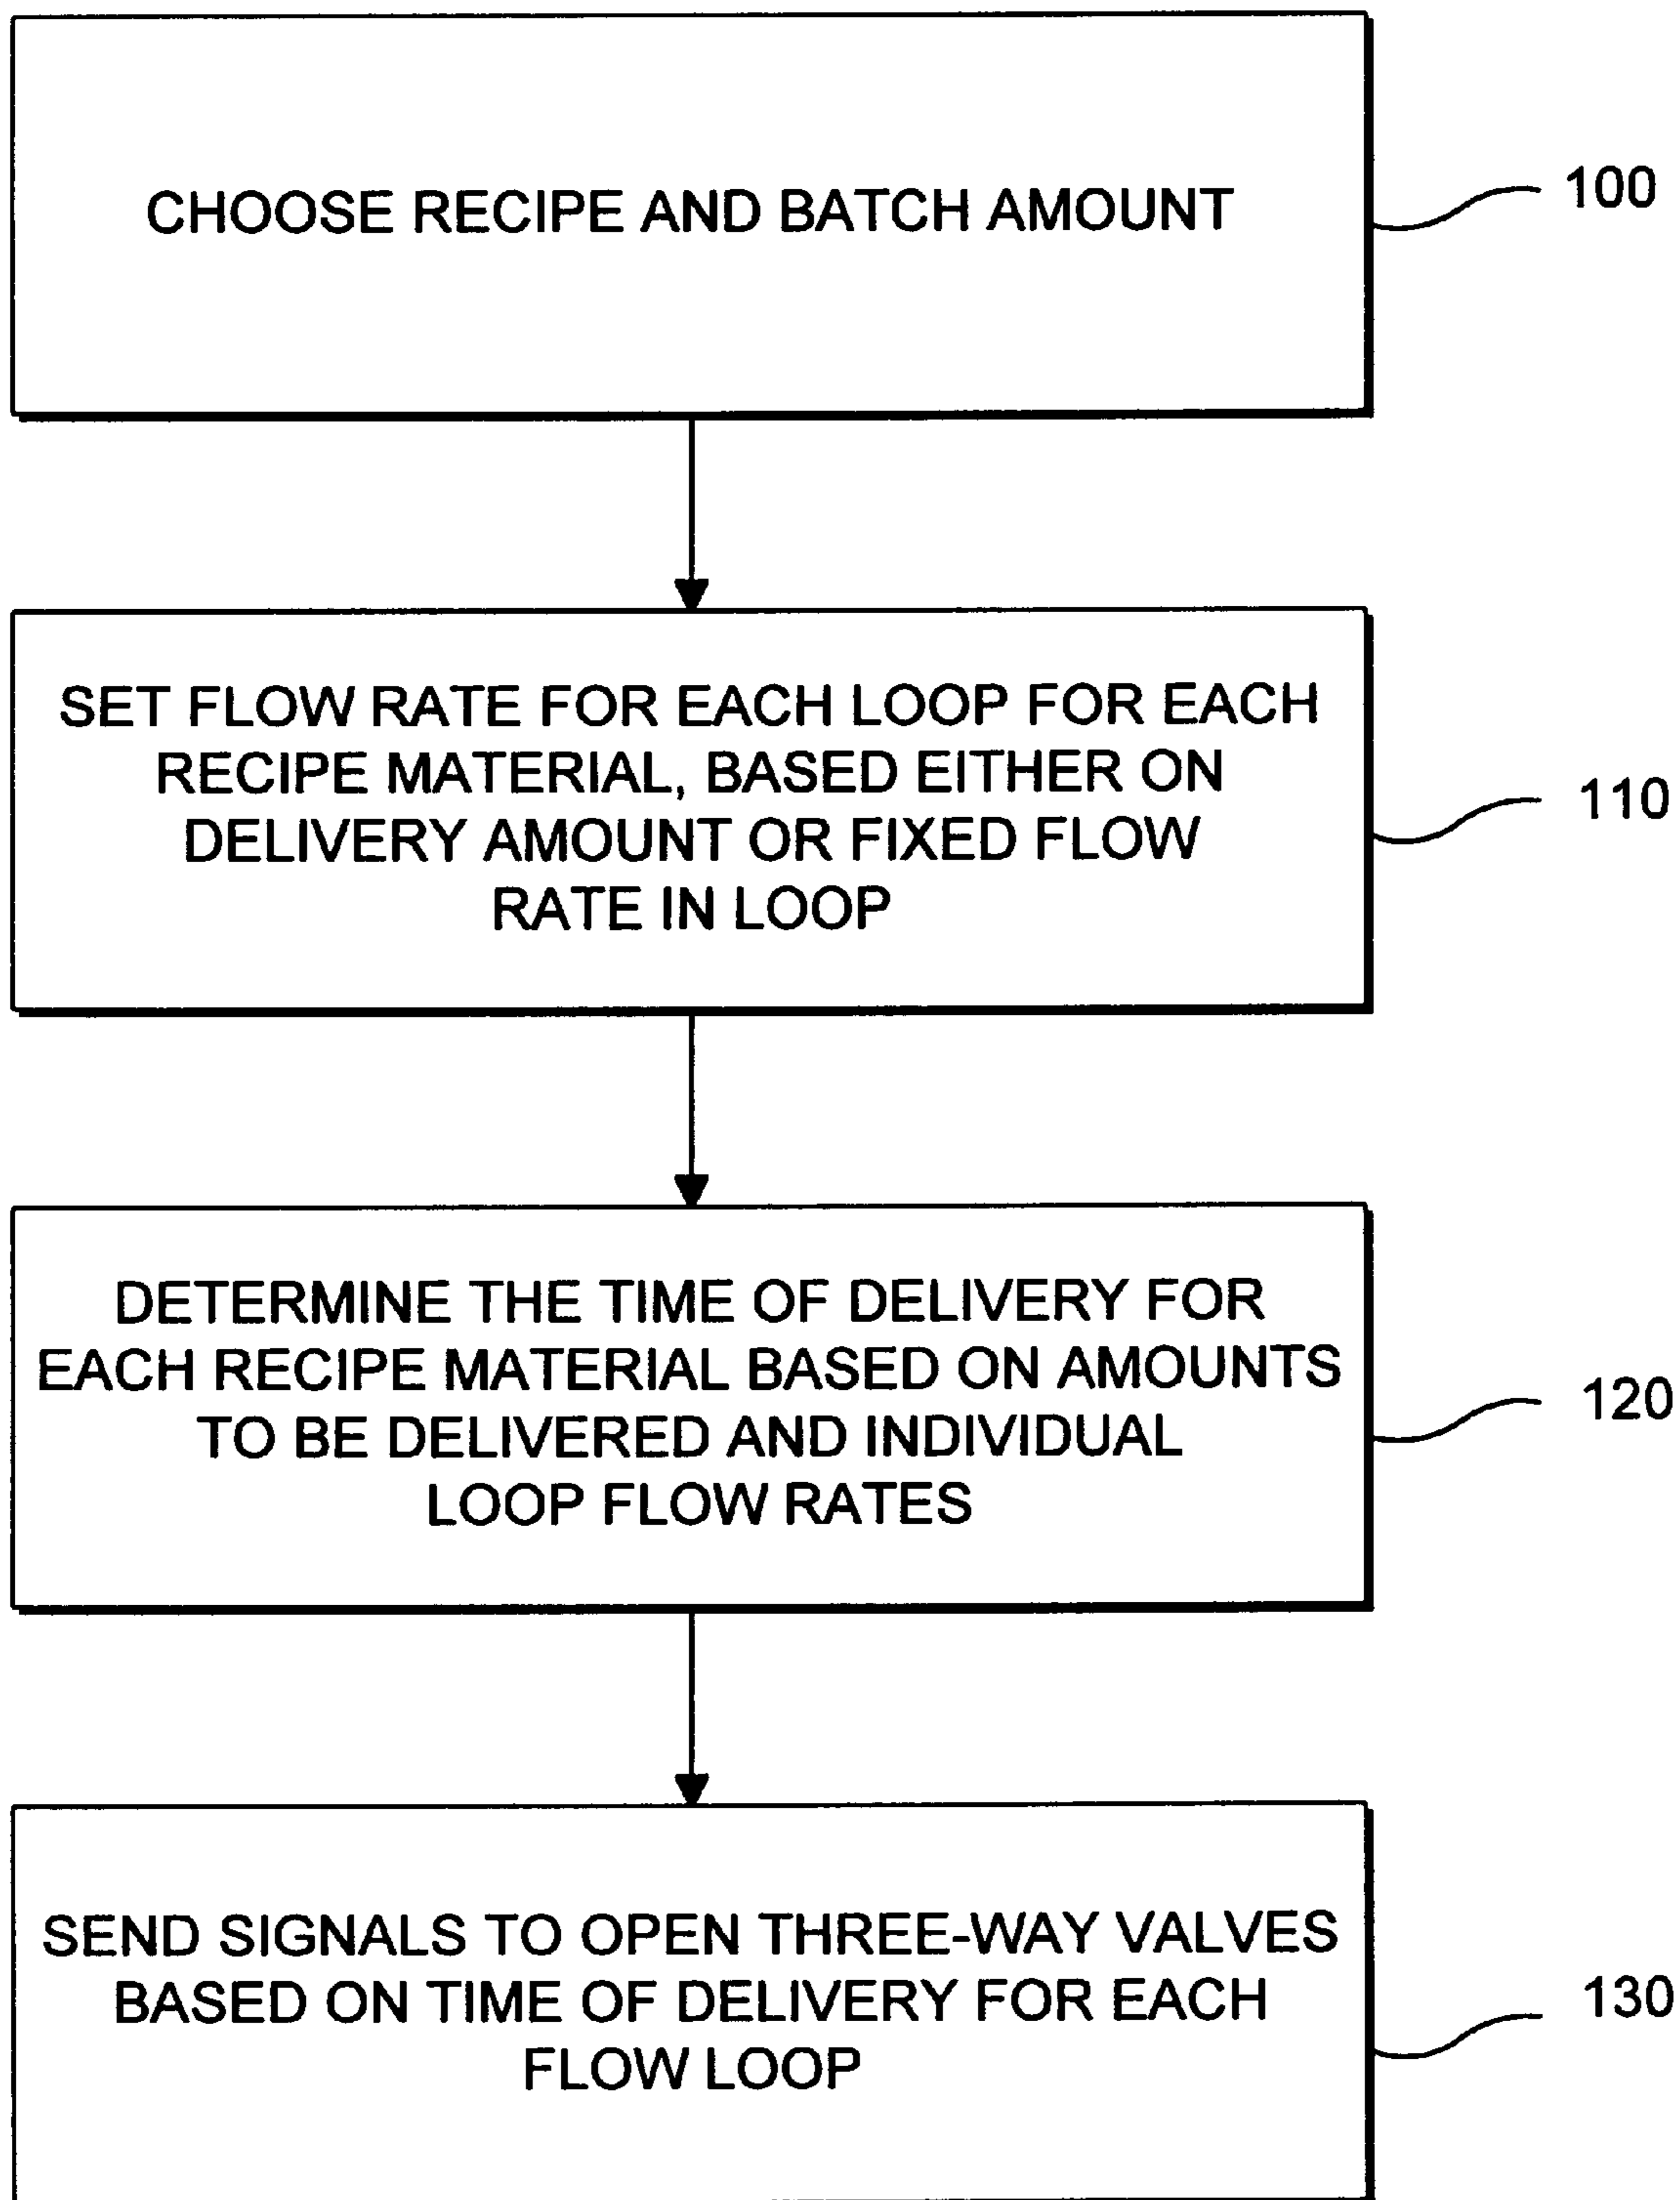 CHOOSE RECIPE AND BATCH AMOUNT
100
SET FLOW RATE FOR EACH LOOP FOR EACH
RECIPE MATERIAL, BASED EITHER ON
DELIVERY AMOUNT OR FIXED FLOW
RATE IN LOOP
110
DETERMINE THE TIME OF DELIVERY FOR
EACH RECIPE MATERIAL BASED ON AMOUNTS
TO BE DELIVERED AND INDIVIDUAL
LOOP FLOW RATES
120
SEND SIGNALS TO OPEN THREE-WAY VALVES
BASED ON TIME OF DELIVERY FOR EACH
FLOW LOOP
130